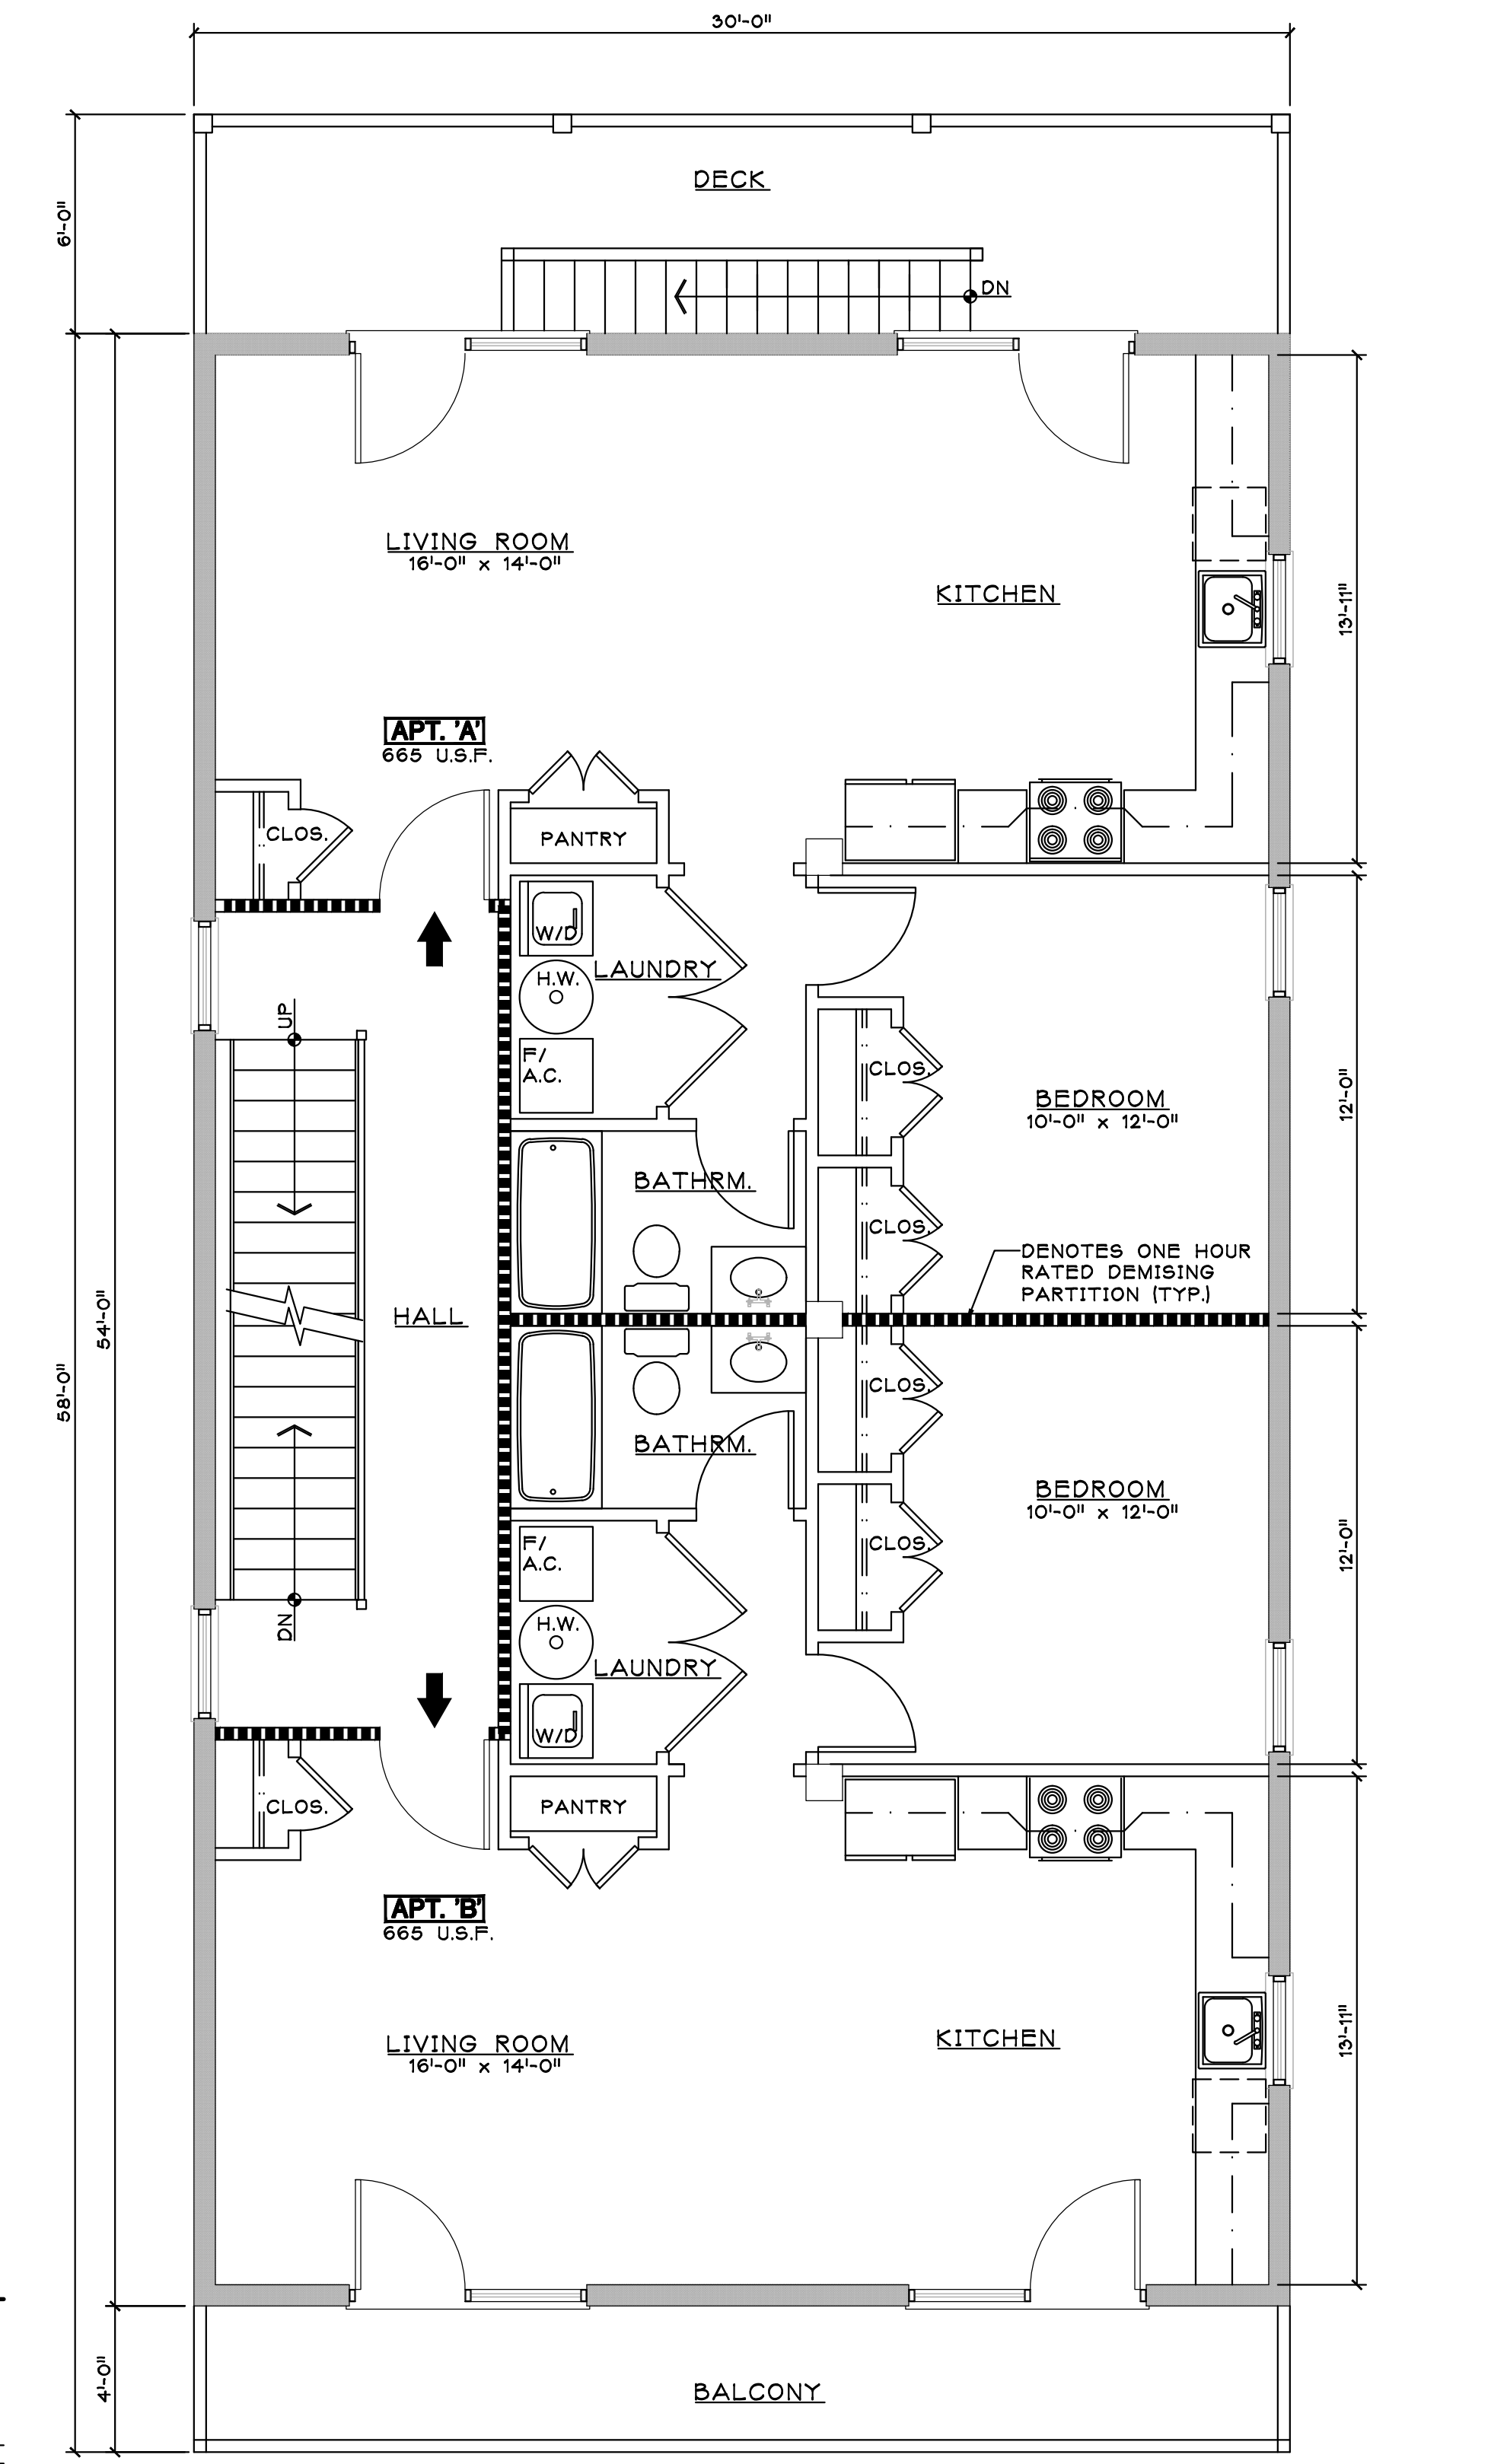 30'-0"
DECK
6'-0"
DN
LIVING ROOM
16'-0" x 14'-0"
KITCHEN
13'-11"
APT. 'A'
665 U.S.F.
CLOS.
PANTRY
W/D
LAUNDRY
H.W.
UP
F/
A.C.
CLOS.
BEDROOM
10'-0" x 12'-0"
12'-0"
BATHRM.
CLOS.
DENOTES ONE HOUR
RATED DEMISING
PARTITION (TYP.)
HALL
54'-0"
58'-0"
CLOS.
BATHRM.
BEDROOM
10'-0" x 12'-0"
12'-0"
F/
A.C.
CLOS.
H.W.
DN
LAUNDRY
W/D
CLOS.
PANTRY
APT. 'B'
665 U.S.F.
LIVING ROOM
16'-0" x 14'-0"
KITCHEN
13'-11"
4'-0"
BALCONY